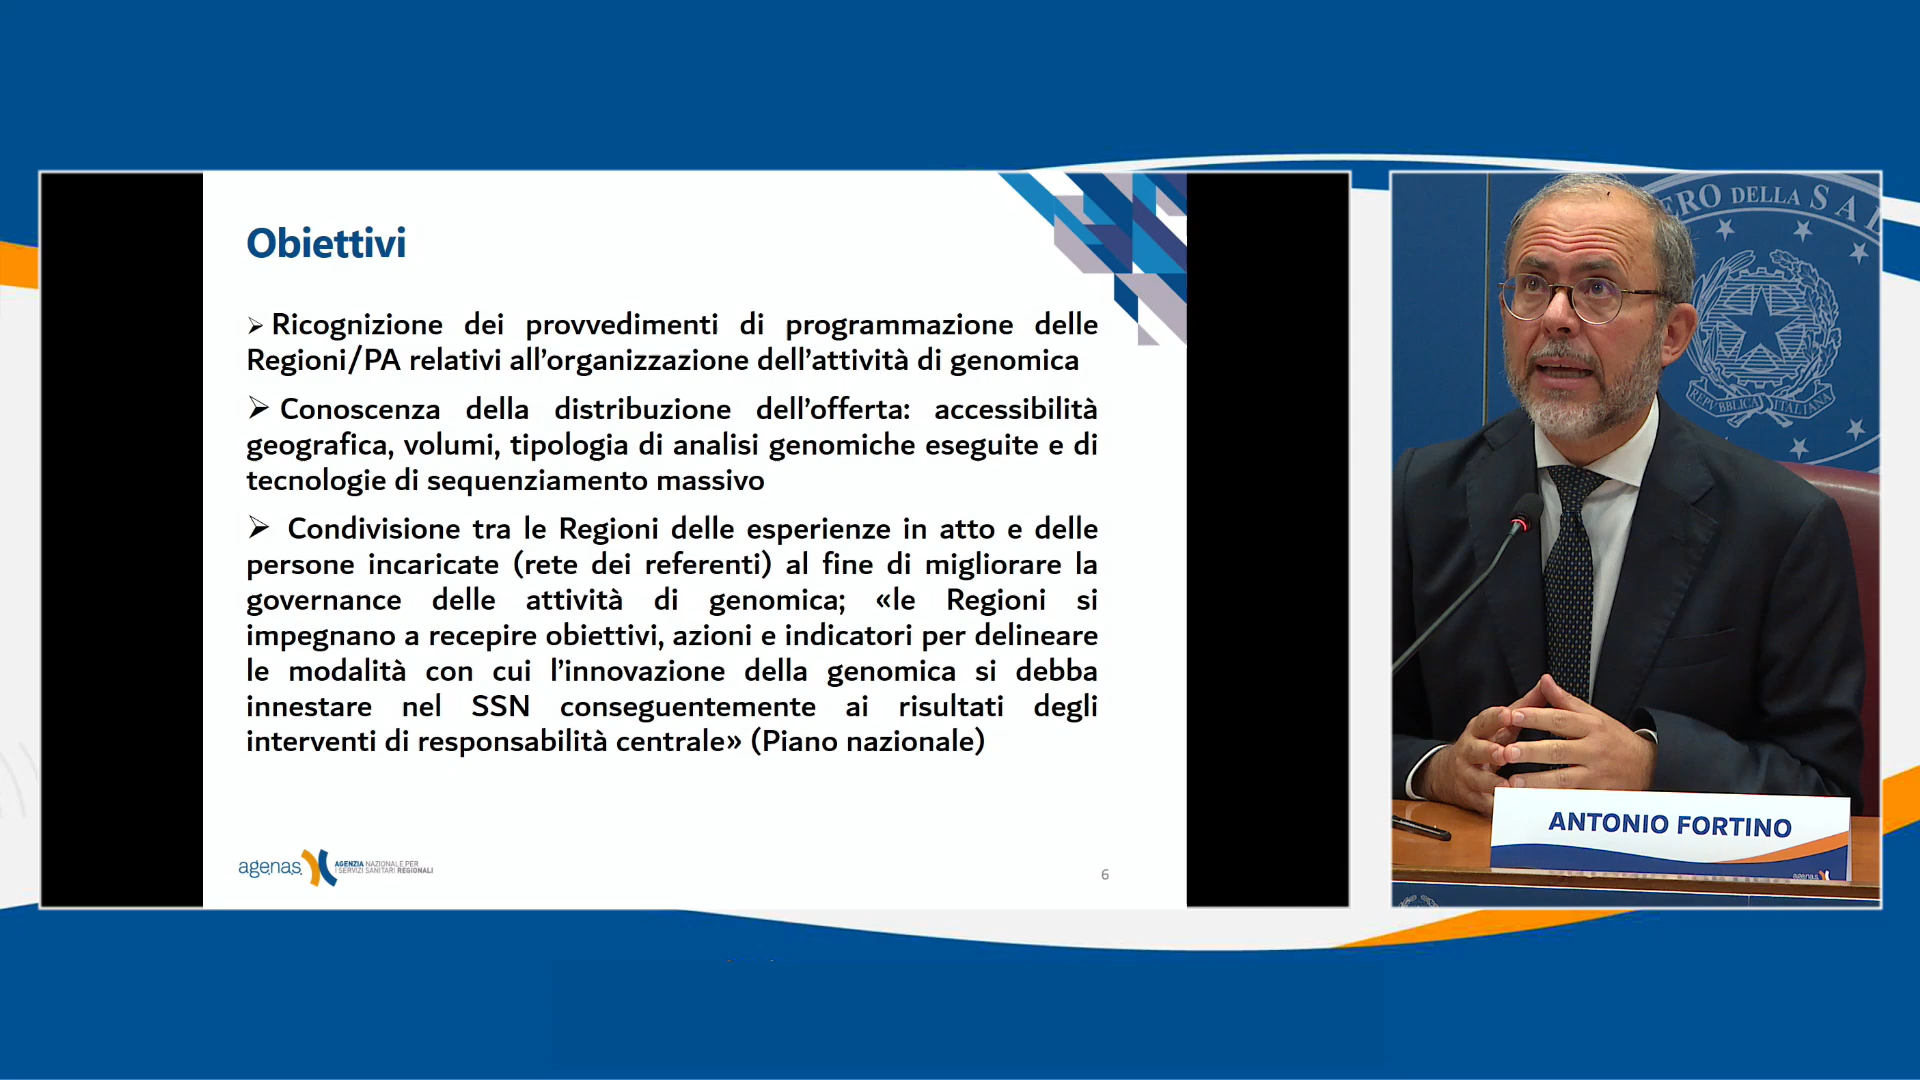 Obiettivi
➢ Ricognizione dei provvedimenti di programmazione delle
Regioni/PA relativi all’organizzazione dell’attività di genomica
➢ Conoscenza della distribuzione dell’offerta: accessibilità
geografica, volumi, tipologia di analisi genomiche eseguite e di
tecnologie di sequenziamento massivo
➢ Condivisione tra le Regioni delle esperienze in atto e delle
persone incaricate (rete dei referenti) al fine di migliorare la
governance delle attività di genomica; «le Regioni si
impegnano a recepire obiettivi, azioni e indicatori per delineare
le modalità con cui l’innovazione della genomica si debba
innestare nel SSN conseguentemente ai risultati degli
interventi di responsabilità centrale» (Piano nazionale)
agenas. AGENZIA NAZIONALE PER
I SERVIZI SANITARI REGIONALI
6
ERO DELLA SA
REPVBBLICA ITALIANA
ANTONIO FORTINO
agenas.